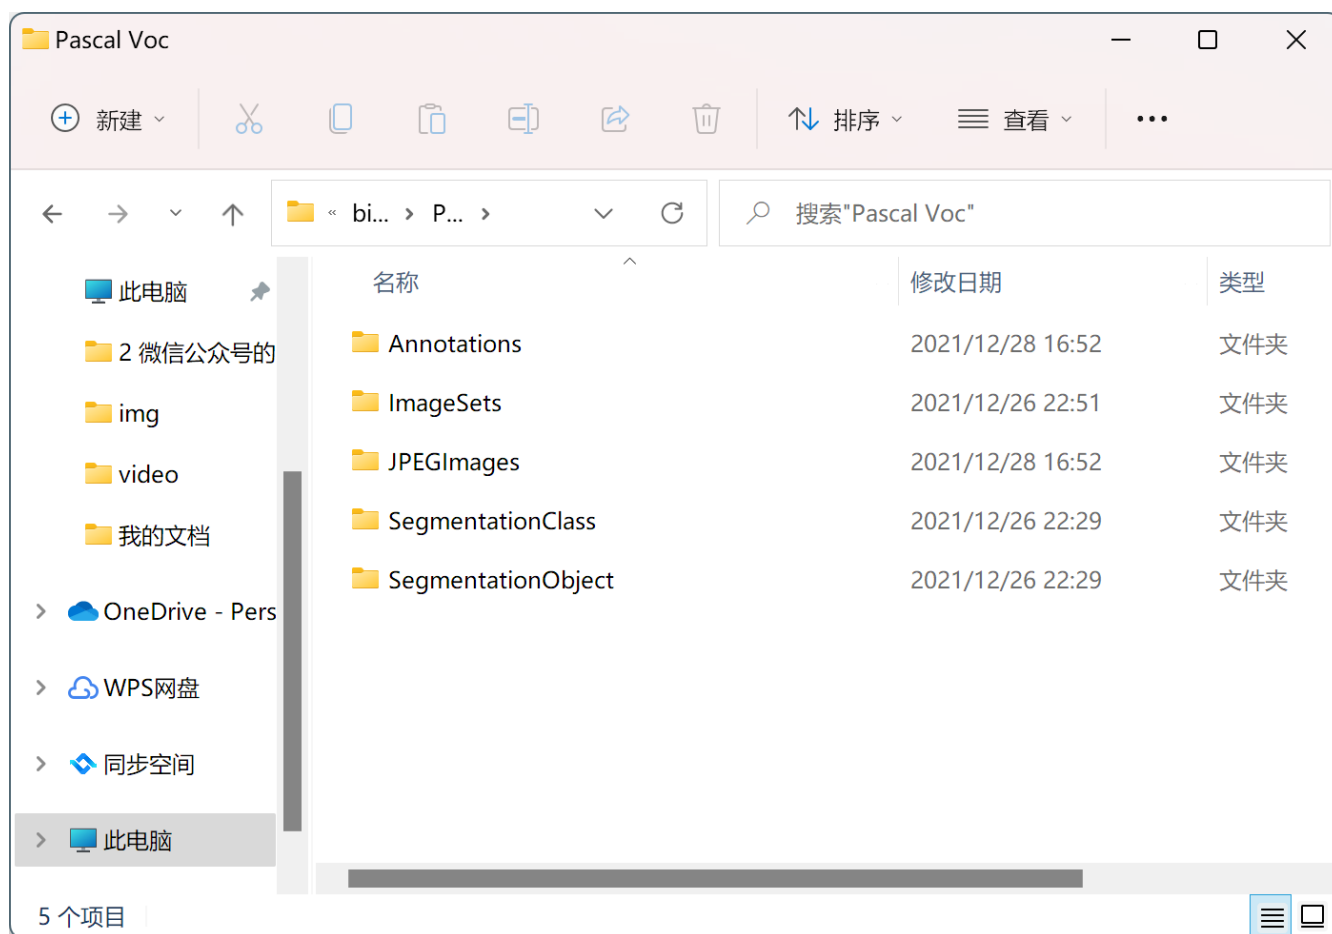 Pascal Voc
新建
排序
查看
« bi... › P... ›
搜索"Pascal Voc"
名称 修改日期 类型
此电脑
2 微信公众号的
img
video
我的文档
OneDrive - Pers
WPS网盘
同步空间
此电脑
Annotations 2021/12/28 16:52 文件夹
ImageSets 2021/12/26 22:51 文件夹
JPEGImages 2021/12/28 16:52 文件夹
SegmentationClass 2021/12/26 22:29 文件夹
SegmentationObject 2021/12/26 22:29 文件夹
5 个项目